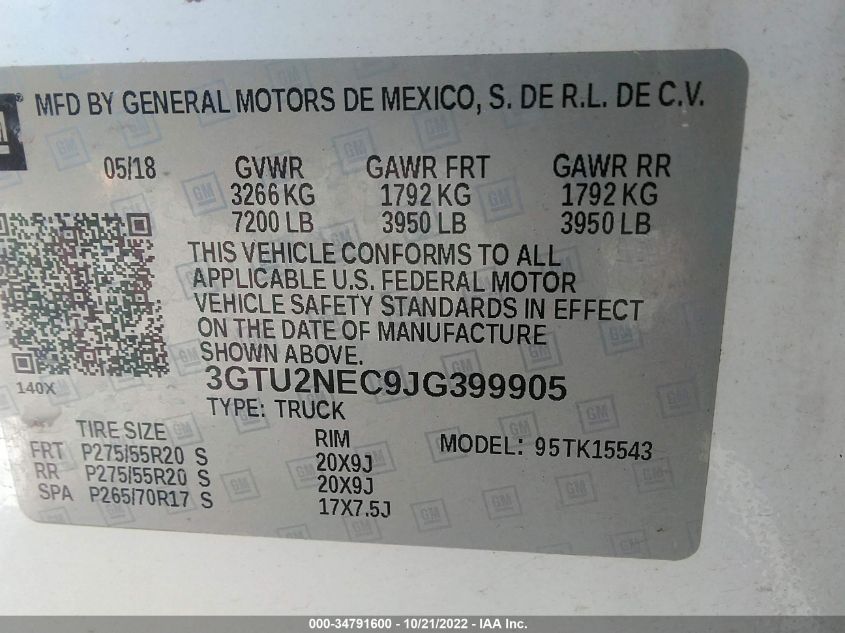 GM ® MFD BY GENERAL MOTORS DE MEXICO, S. DE R.L. DE C.V.
05/18 GVWR GAWR FRT GAWR RR
3266 KG 1792 KG 1792 KG
7200 LB 3950 LB 3950 LB
THIS VEHICLE CONFORMS TO ALL
APPLICABLE U.S. FEDERAL MOTOR
VEHICLE SAFETY STANDARDS IN EFFECT
ON THE DATE OF MANUFACTURE
SHOWN ABOVE.
140X
3GTU2NEC9JG399905
TYPE: TRUCK
TIRE SIZE RIM MODEL: 95TK15543
FRT P275/55R20 S 20X9J
RR P275/55R20 S 20X9J
SPA P265/70R17 S 17X7.5J
000-34791600 - 10/21/2022 - IAA Inc.